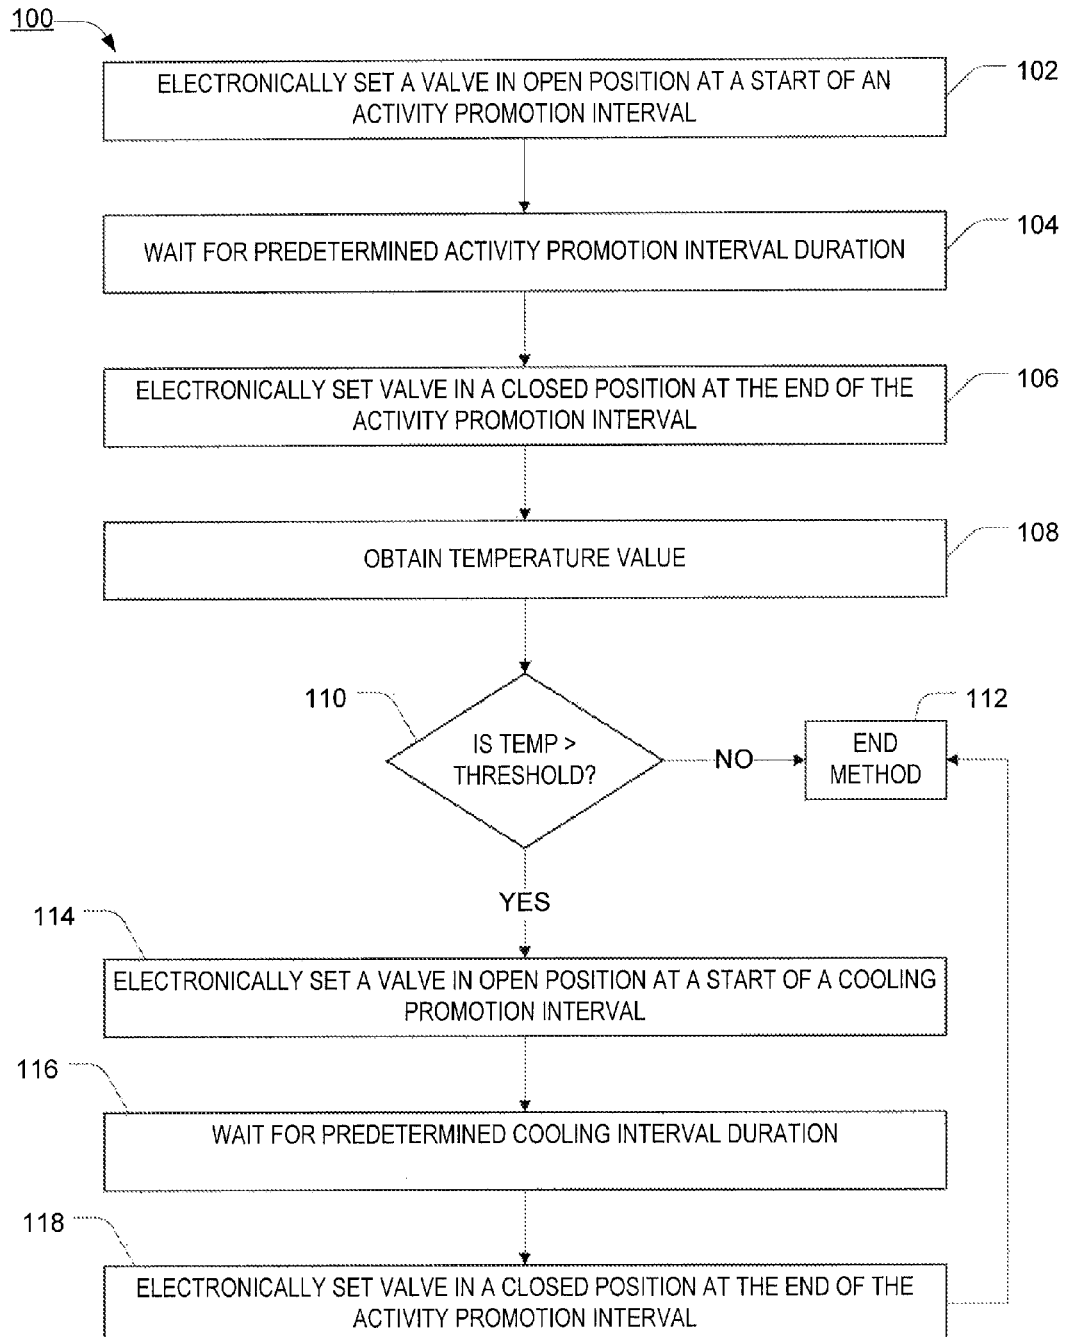 100
ELECTRONICALLY SET A VALVE IN OPEN POSITION AT A START OF AN
ACTIVITY PROMOTION INTERVAL
102
WAIT FOR PREDETERMINED ACTIVITY PROMOTION INTERVAL DURATION
104
ELECTRONICALLY SET VALVE IN A CLOSED POSITION AT THE END OF THE
ACTIVITY PROMOTION INTERVAL
106
OBTAIN TEMPERATURE VALUE
108
110
IS TEMP >
THRESHOLD?
NO
112
END
METHOD
YES
114
ELECTRONICALLY SET A VALVE IN OPEN POSITION AT A START OF A COOLING
PROMOTION INTERVAL
116
WAIT FOR PREDETERMINED COOLING INTERVAL DURATION
118
ELECTRONICALLY SET VALVE IN A CLOSED POSITION AT THE END OF THE
ACTIVITY PROMOTION INTERVAL